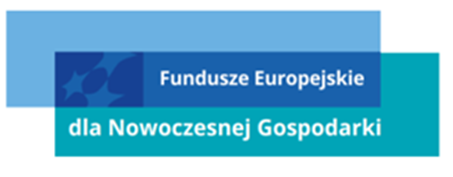 Fundusze Europejskie
dla Nowoczesnej Gospodarki